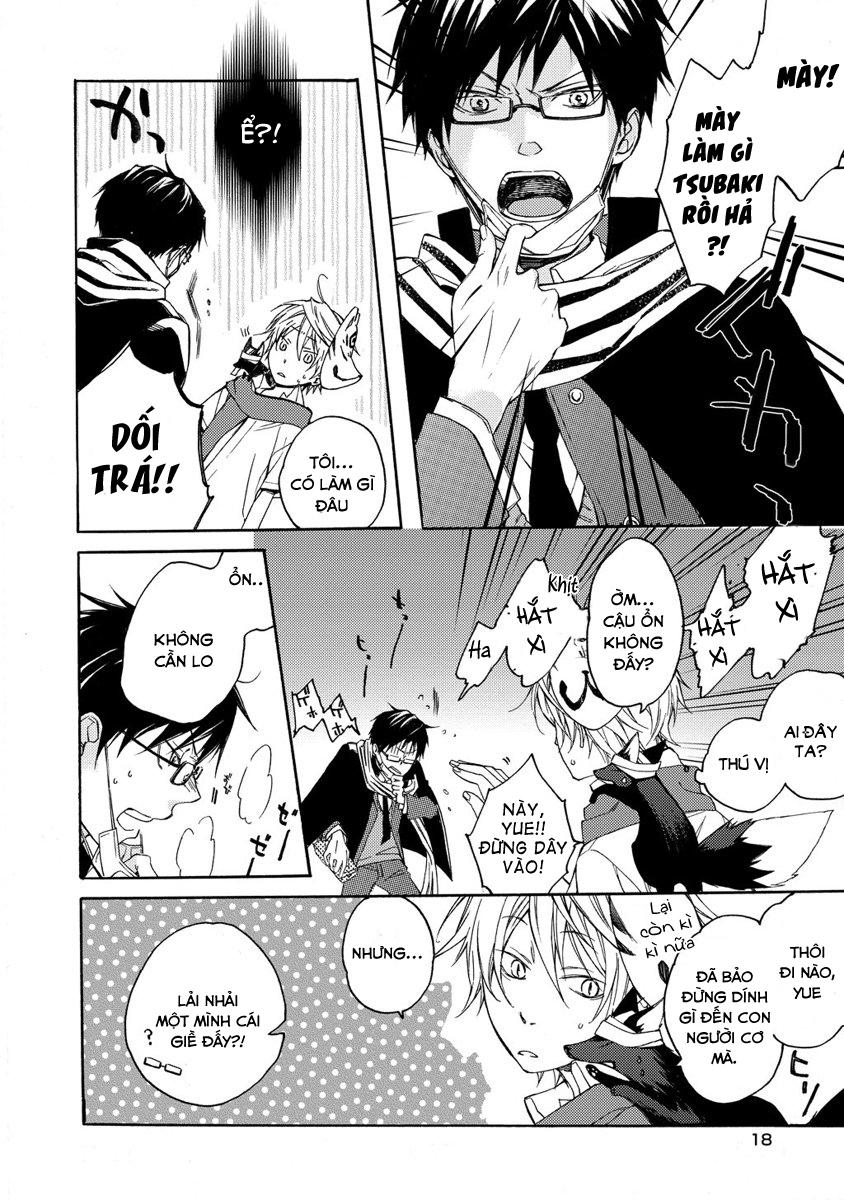 MÀY!
MÀY
LÀM GÌ
TSUBAKI
RỒI HẢ
?!
Ể?!
TÔI...
CÓ LÀM GÌ
ĐÂU
DỐI
TRÁ!!
HẮT
XÌ
HẮT
XÌ
ỜM...
CẬU ỔN
KHÔNG
ĐẤY?
Khịt
HẮT
XÌ
Ha
AI ĐÂY
TA?
THÚ VỊ
NÀY,
YUE!!
ĐỪNG DÂY
VÀO!
ỔN..
KHÔNG
CẦN LO
THÔI
ĐI NÀO,
YUE
ĐÃ BẢO
ĐỪNG DÍNH
GÌ ĐẾN CON
NGƯỜI CƠ
MÀ.
Lại
còn kì
kì nữa
NHƯNG...
LẢI NHẢI
MỘT MÌNH CÁI
GIỀ ĐẤY?!
?
18